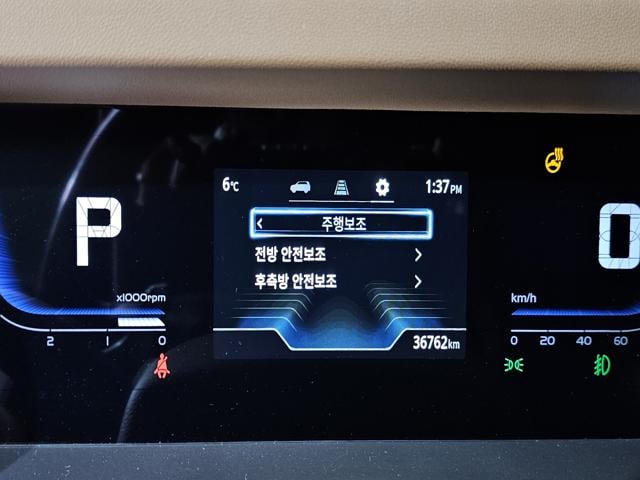 6℃ 1:37PM
주행보조
P 0
전방 안전보조
후측방 안전보조
x1000rpm km/h
2 1 0 0 20 40 60
36762km